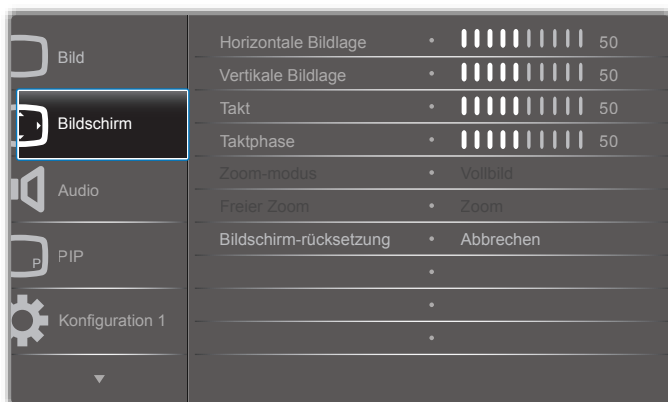 Bild
Bildschirm
Audio
P
PIP
Konfiguration 1
Horizontale Bildlage • 50
Vertikale Bildlage • 50
Takt • 50
Taktphase • 50
Zoom-modus • Vollbild
Freier Zoom • Zoom
Bildschirm-rücksetzung • Abbrechen